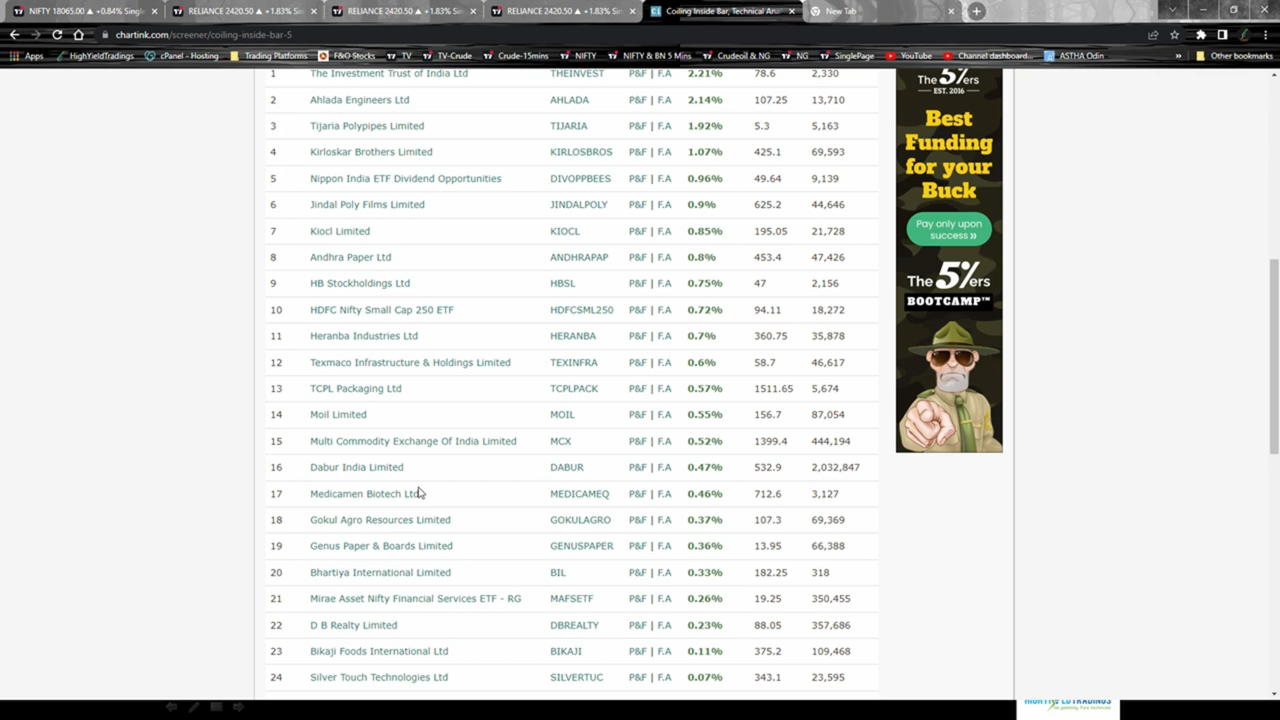 NIFTY 18065.00 ▲ +0.84% Singl
RELIANCE 2420.50 ▲ +1.83% S
RELIANCE 2420.50 ▲ +1.83% S
RELIANCE 2420.50 ▲ +1.83% S
Coiling Inside Bar, Technical An
New Tab
chartink.com/screener/coiling-inside-bar-5
Apps HighYieldTradings cPanel - Hosting Trading Platforms F&O Stocks TV TV-Crude Crude-15mins NIFTY NIFTY & BN 5 Mins Crudeoil & NG NG SinglePage YouTube Channel dashboard... ASTHA Odin » Other bookmarks
The Investment Trust of India Ltd THEINVEST P&F | F.A 2.21% 78.6 2,330
2 Ahlada Engineers Ltd AHLADA P&F | F.A 2.14% 107.25 13,710
3 Tijaria Polypipes Limited TIJARIA P&F | F.A 1.92% 5.3 5,163
4 Kirloskar Brothers Limited KIRLOSBROS P&F | F.A 1.07% 425.1 69,593
5 Nippon India ETF Dividend Opportunities DIVOPPBEES P&F | F.A 0.96% 49.64 9,139
6 Jindal Poly Films Limited JINDALPOLY P&F | F.A 0.9% 625.2 44,646
7 Kiocl Limited KIOCL P&F | F.A 0.85% 195.05 21,728
8 Andhra Paper Ltd ANDHRAPAP P&F | F.A 0.8% 453.4 47,426
9 HB Stockholdings Ltd HBSL P&F | F.A 0.75% 47 2,156
10 HDFC Nifty Small Cap 250 ETF HDFCSML250 P&F | F.A 0.72% 94.11 18,272
11 Heranba Industries Ltd HERANBA P&F | F.A 0.7% 360.75 35,878
12 Texmaco Infrastructure & Holdings Limited TEXINFRA P&F | F.A 0.6% 58.7 46,617
13 TCPL Packaging Ltd TCPLPACK P&F | F.A 0.57% 1511.65 5,674
14 Moil Limited MOIL P&F | F.A 0.55% 156.7 87,054
15 Multi Commodity Exchange Of India Limited MCX P&F | F.A 0.52% 1399.4 444,194
16 Dabur India Limited DABUR P&F | F.A 0.47% 532.9 2,032,847
17 Medicamen Biotech Ltd MEDICAMEQ P&F | F.A 0.46% 712.6 3,127
18 Gokul Agro Resources Limited GOKULAGRO P&F | F.A 0.37% 107.3 69,369
19 Genus Paper & Boards Limited GENUSPAPER P&F | F.A 0.36% 13.95 66,388
20 Bhartiya International Limited BIL P&F | F.A 0.33% 182.25 318
21 Mirae Asset Nifty Financial Services ETF - RG MAFSETF P&F | F.A 0.26% 19.25 350,455
22 D B Realty Limited DBREALTY P&F | F.A 0.23% 88.05 357,686
23 Bikaji Foods International Ltd BIKAJI P&F | F.A 0.11% 375.2 109,468
24 Silver Touch Technologies Ltd SILVERTUC P&F | F.A 0.07% 343.1 23,595
The 5%ers
EST. 2016
Best
Funding
for your
Buck
Pay only upon
success »
The 5%ers
BOOTCAMP™